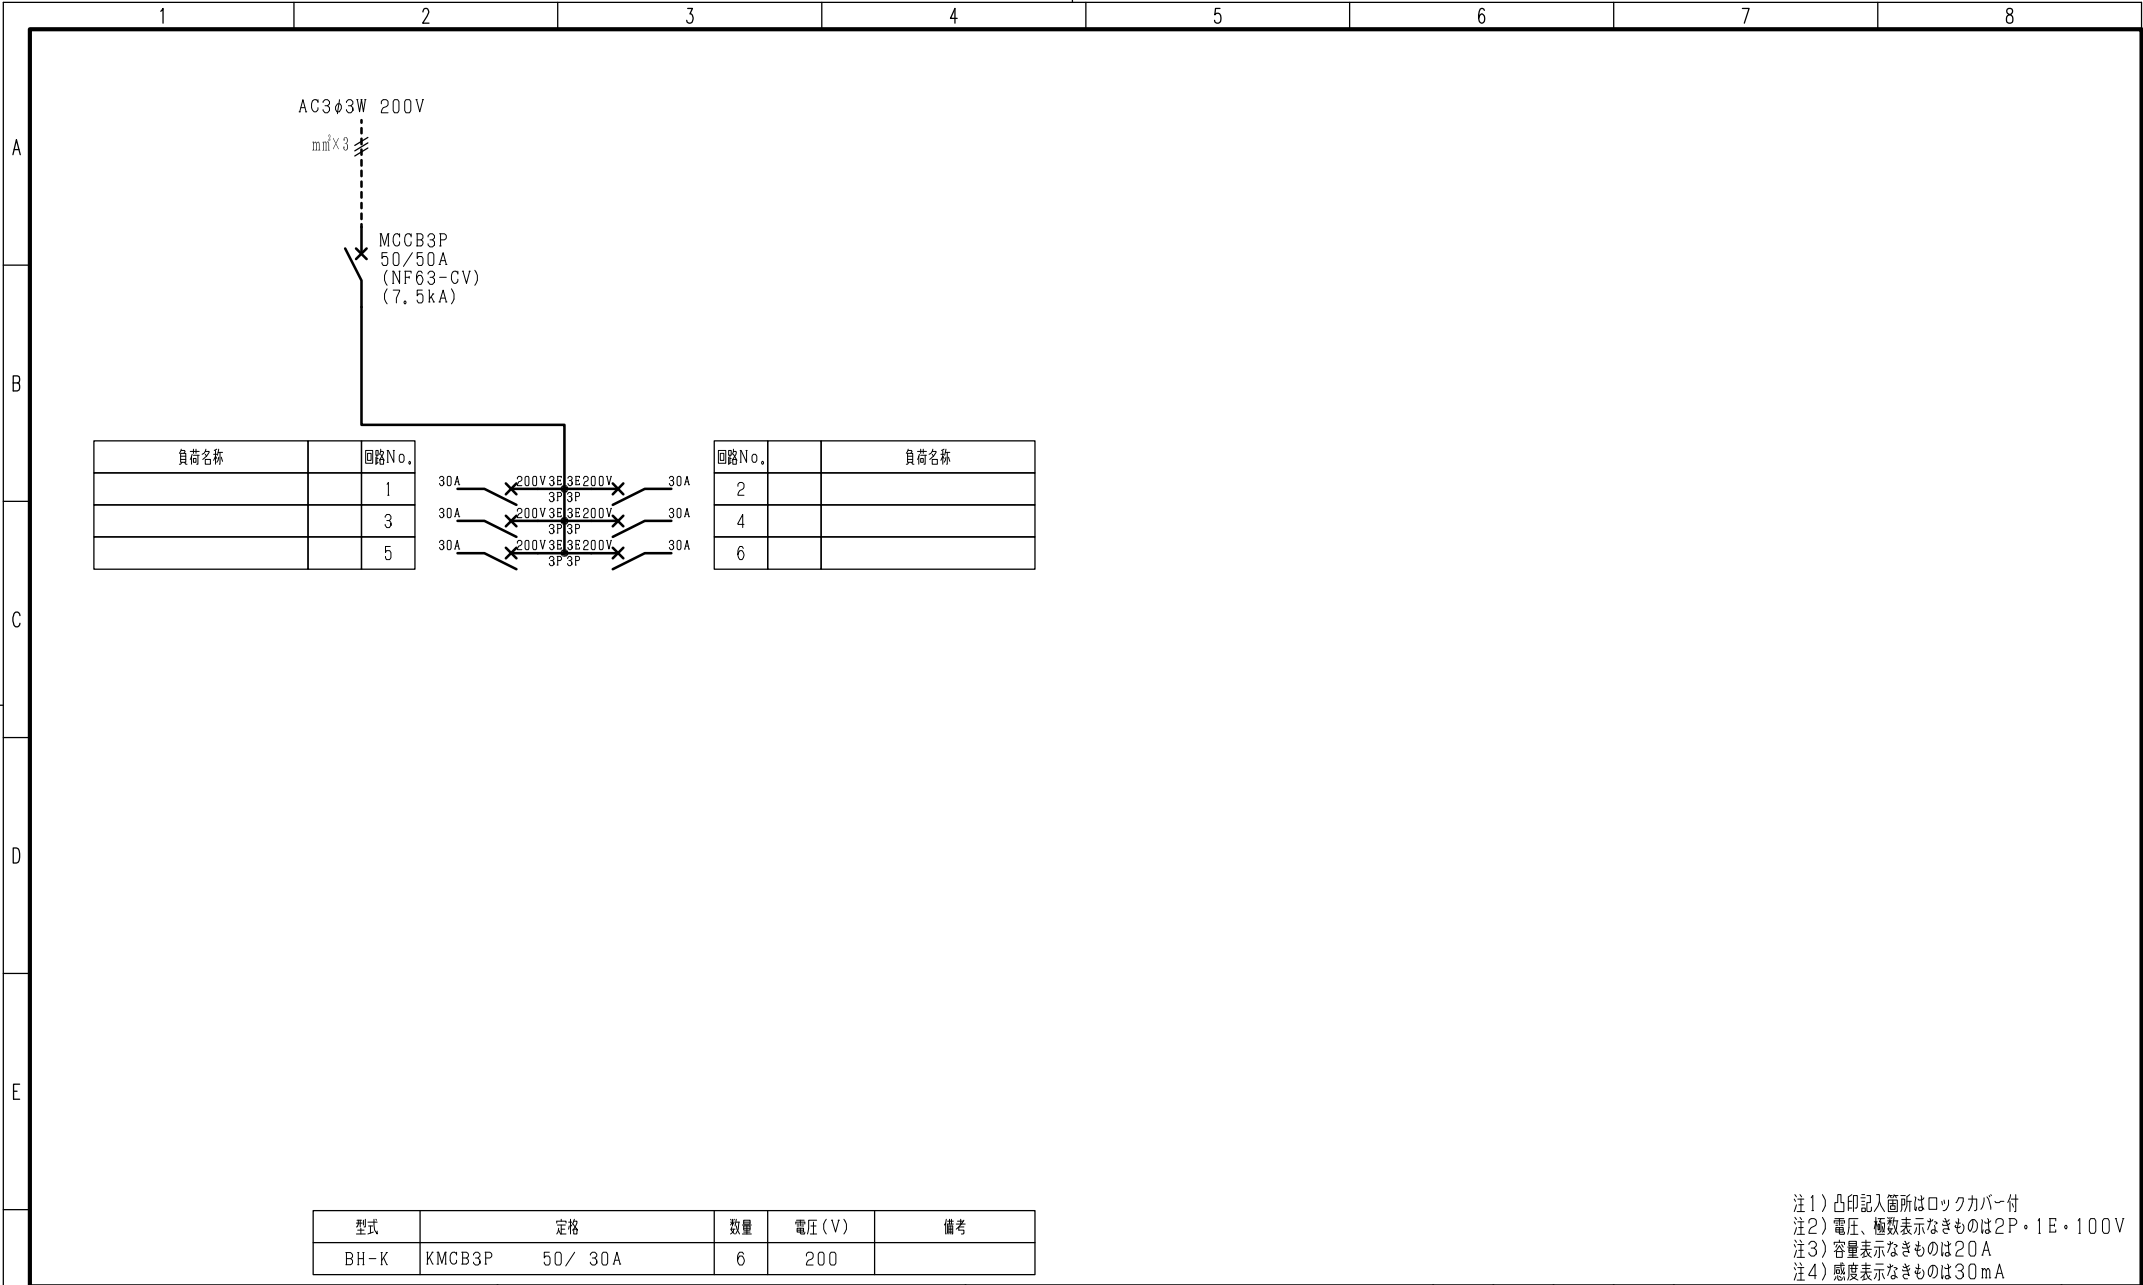 1 2 3 4 5 6 7 8
A
B
C
D
E
AC3φ3W 200V
mm²×3
MCCB3P
50/50A
(NF63-CV)
(7.5kA)
負荷名称 回路No.
1
3
5
30A 200V 3E 3E 200V 30A
3P 3P
30A 200V 3E 3E 200V 30A
3P 3P
30A 200V 3E 3E 200V 30A
3P 3P
回路No. 負荷名称
2
4
6
型式 定格 数量 電圧(V) 備考
BH-K KMCB3P 50/ 30A 6 200
注1)凸印記入箇所はロックカバー付
注2)電圧、極数表示なきものは2P・1E・100V
注3)容量表示なきものは20A
注4)感度表示なきものは30mA